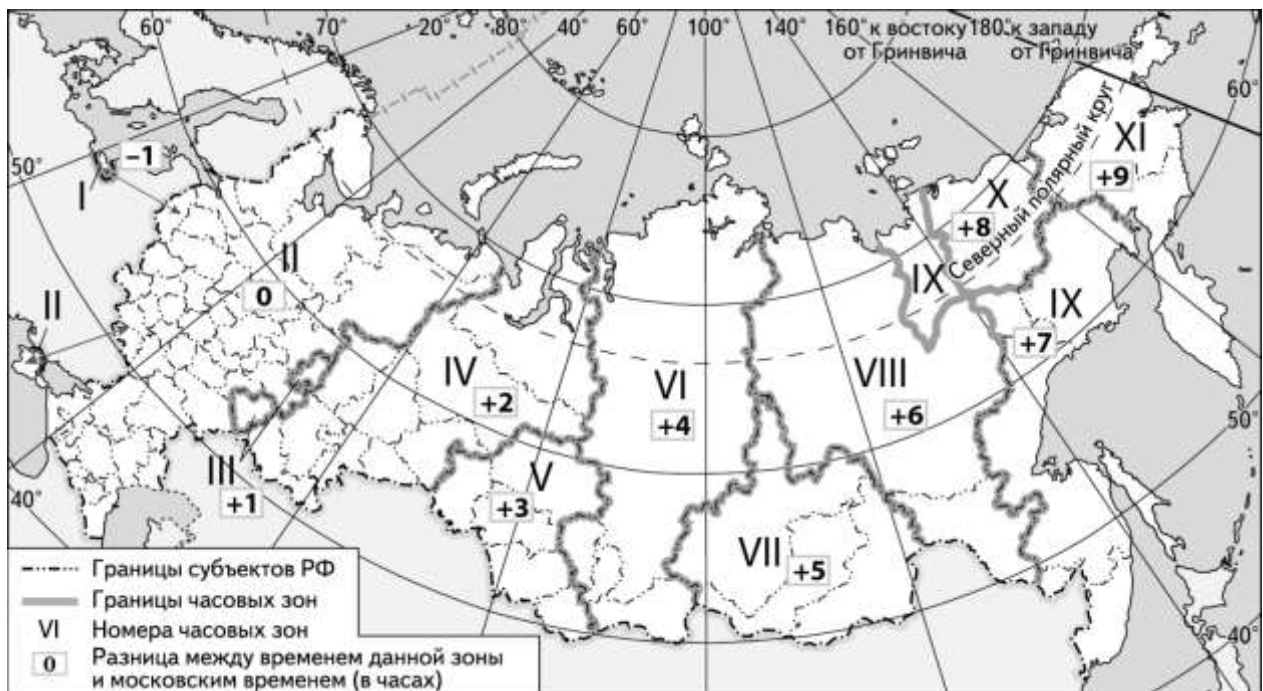 60° 70° 20° 80° 40° 60° 100° 140° 160° к востоку 180° к западу
от Гринвича от Гринвича
60°
50°
–1
I
II
0
II
40°
III
+1
IV
+2
V
+3
VI
+4
VII
+5
VIII
+6
IX
IX
+7
X
+8
XI
+9
Северный полярный круг
50°
40°
Границы субъектов РФ
Границы часовых зон
VI Номера часовых зон
0 Разница между временем данной зоны
и московским временем (в часах)